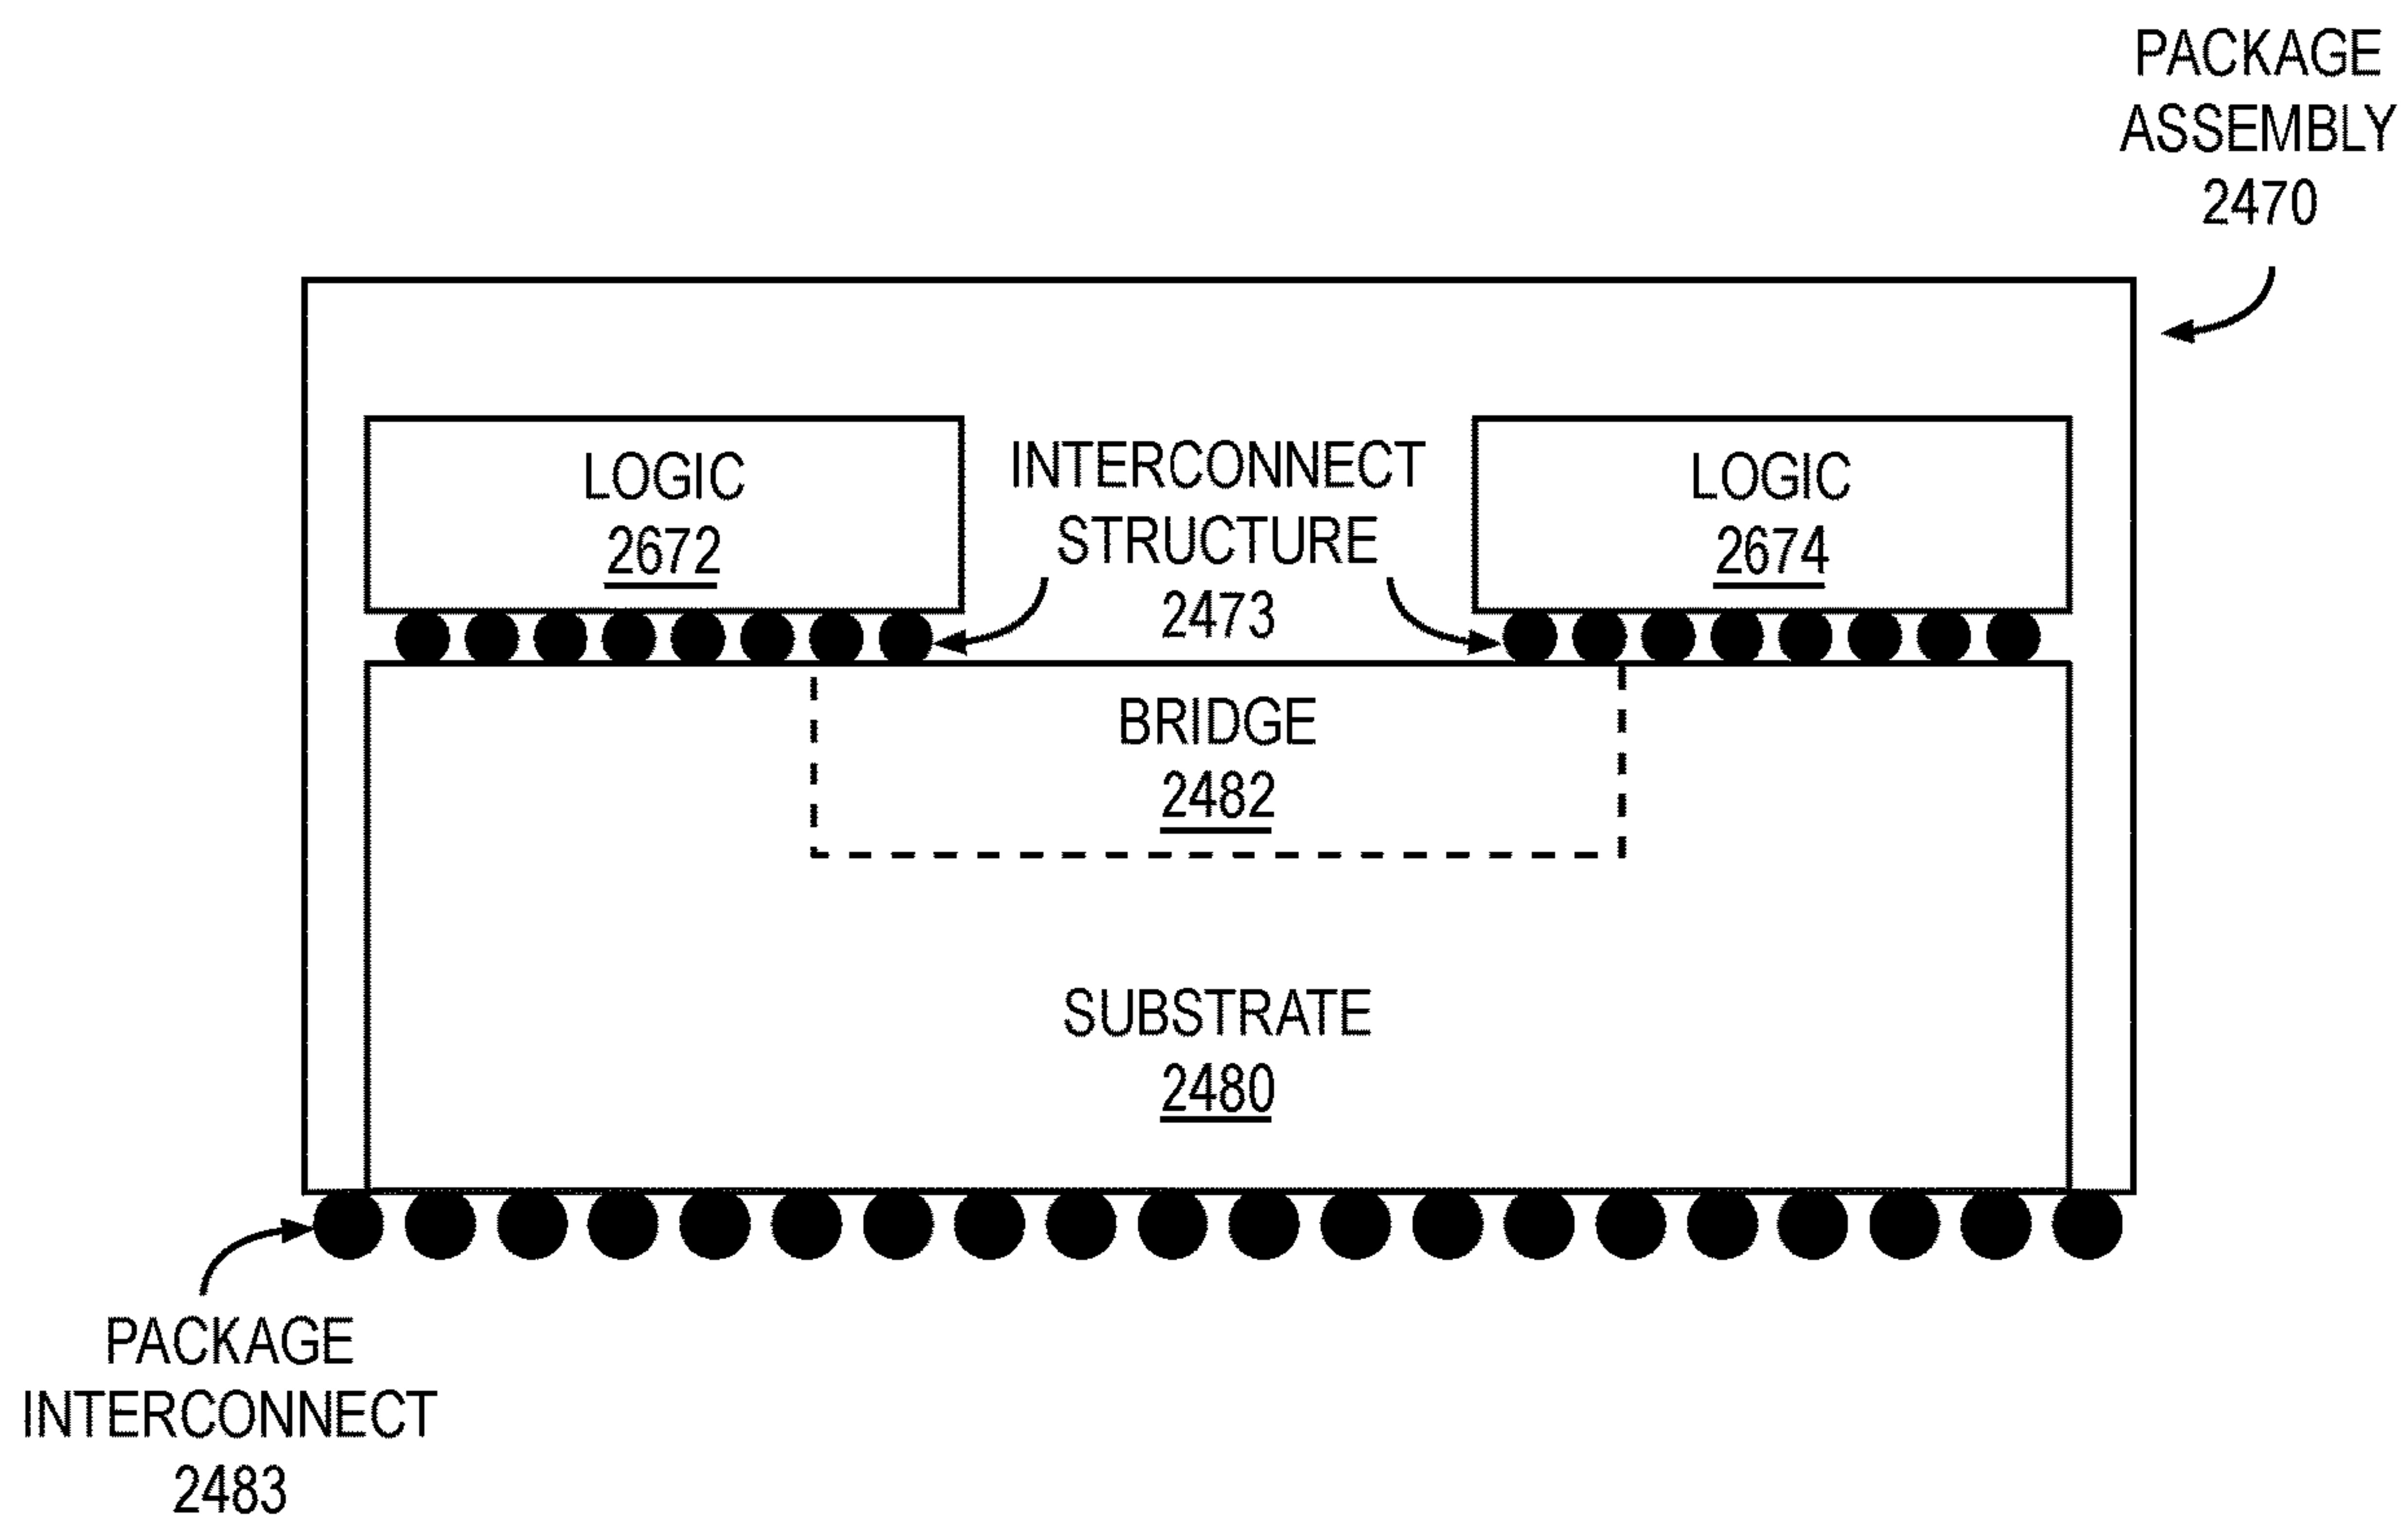 PACKAGE
ASSEMBLY
2470
LOGIC
2672
INTERCONNECT
STRUCTURE
2473
LOGIC
2674
BRIDGE
2482
SUBSTRATE
2480
PACKAGE
INTERCONNECT
2483